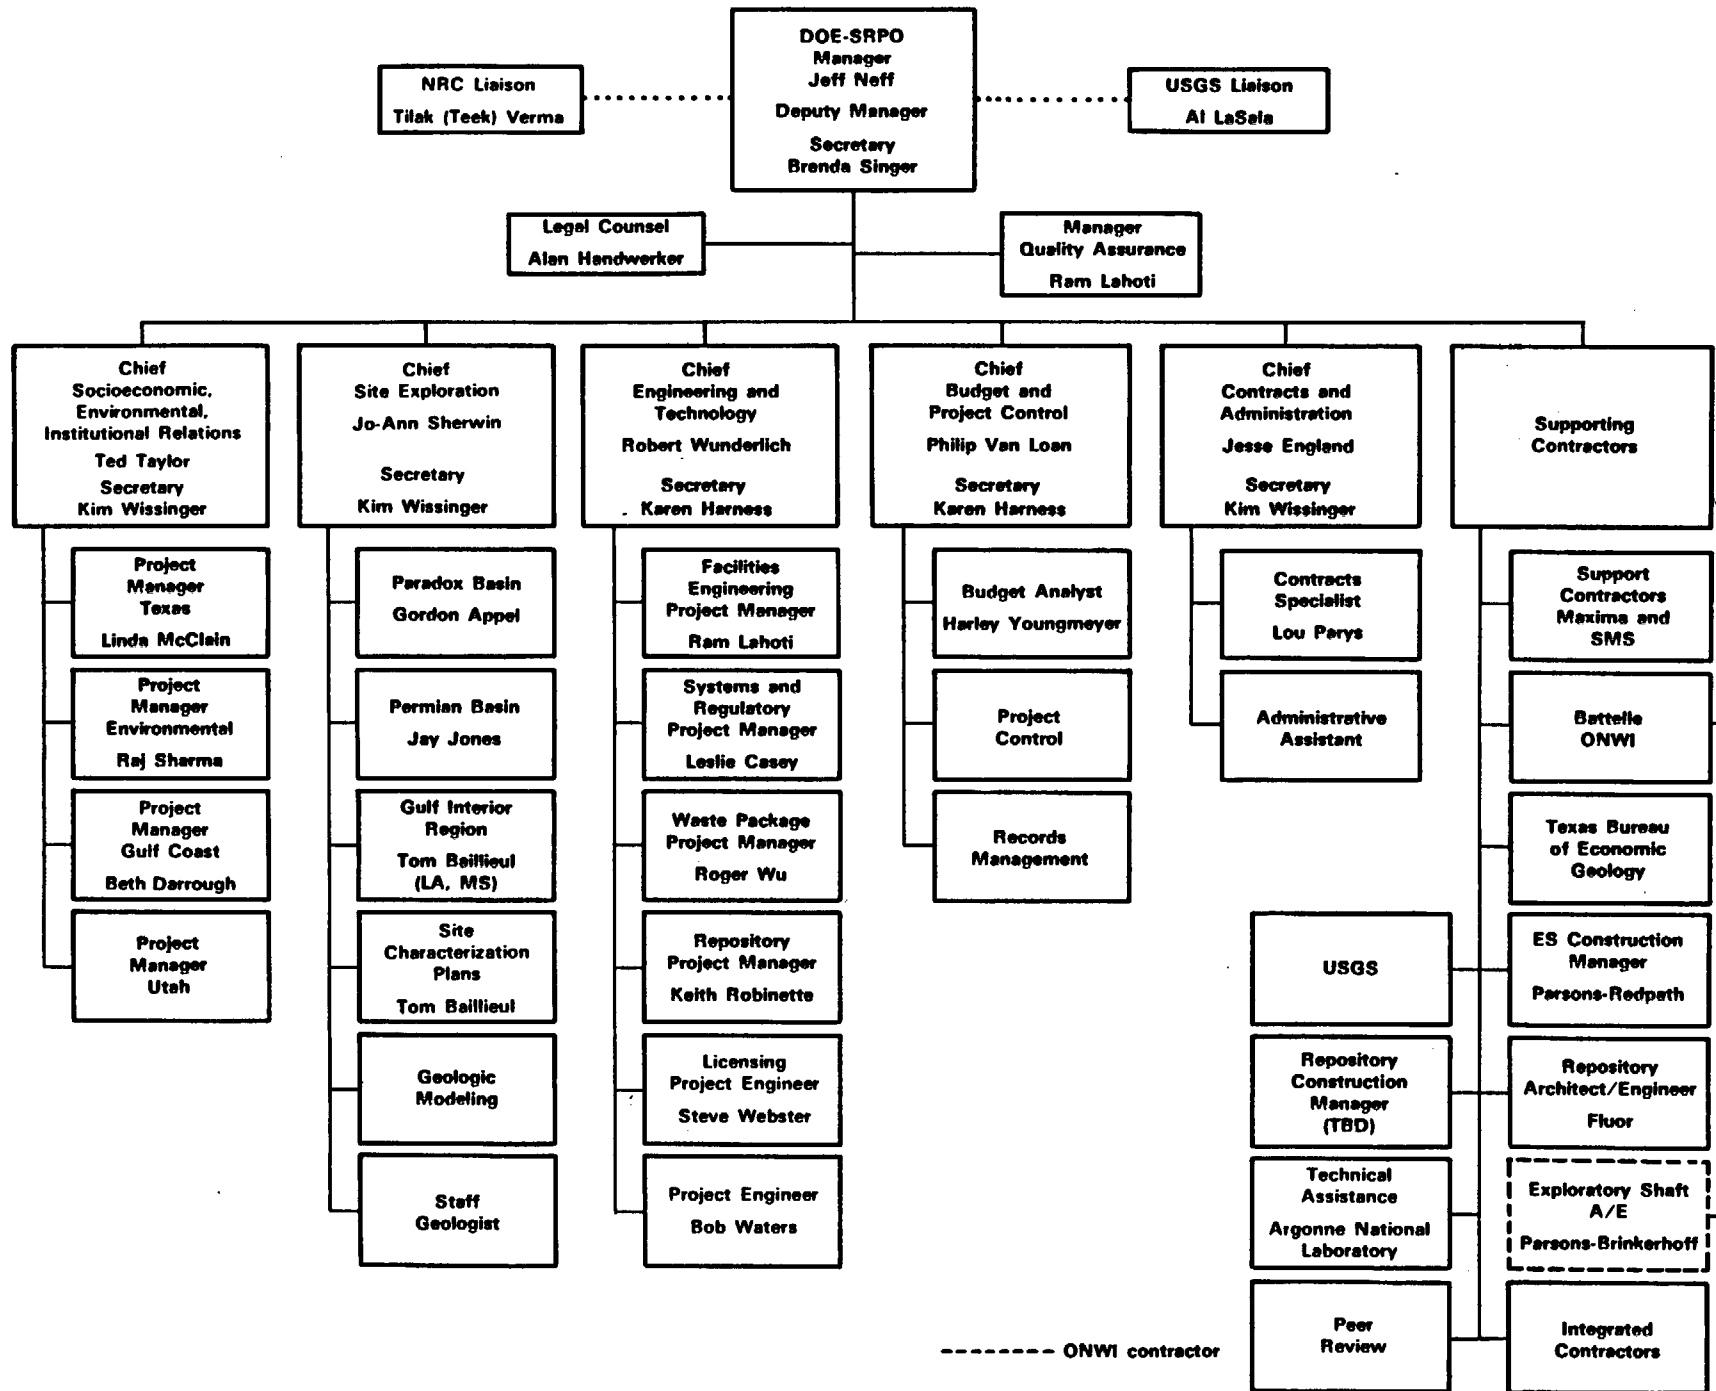 DOE-SRPO
Manager
Jeff Neff
Deputy Manager
Secretary
Brenda Singer
NRC Liaison
Tilak (Teek) Verma
USGS Liaison
Al LaSala
Legal Counsel
Alan Handwerker
Manager
Quality Assurance
Ram Lahoti
Chief
Socioeconomic,
Environmental,
Institutional Relations
Ted Taylor
Secretary
Kim Wissinger
Project
Manager
Texas
Linda McClain
Project
Manager
Environmental
Raj Sharma
Project
Manager
Gulf Coast
Beth Darrough
Project
Manager
Utah
Chief
Site Exploration
Jo-Ann Sherwin
Secretary
Kim Wissinger
Paradox Basin
Gordon Appel
Permian Basin
Jay Jones
Gulf Interior
Region
Tom Baillieul
(LA, MS)
Site
Characterization
Plans
Tom Baillieul
Geologic
Modeling
Staff
Geologist
Chief
Engineering and
Technology
Robert Wunderlich
Secretary
Karen Harness
Facilities
Engineering
Project Manager
Ram Lahoti
Systems and
Regulatory
Project Manager
Leslie Casey
Waste Package
Project Manager
Roger Wu
Repository
Project Manager
Keith Robinette
Licensing
Project Engineer
Steve Webster
Project Engineer
Bob Waters
Chief
Budget and
Project Control
Philip Van Loan
Secretary
Karen Harness
Budget Analyst
Harley Youngmeyer
Project
Control
Records
Management
Chief
Contracts and
Administration
Jesse England
Secretary
Kim Wissinger
Contracts
Specialist
Lou Parys
Administrative
Assistant
Supporting
Contractors
Support
Contractors
Maxima and
SMS
Battelle
ONWI
Texas Bureau
of Economic
Geology
USGS
ES Construction
Manager
Parsons-Redpath
Repository
Construction
Manager
(TBD)
Repository
Architect/Engineer
Fluor
Technical
Assistance
Argonne National
Laboratory
Exploratory Shaft
A/E
Parsons-Brinkerhoff
Peer
Review
Integrated
Contractors
ONWI contractor